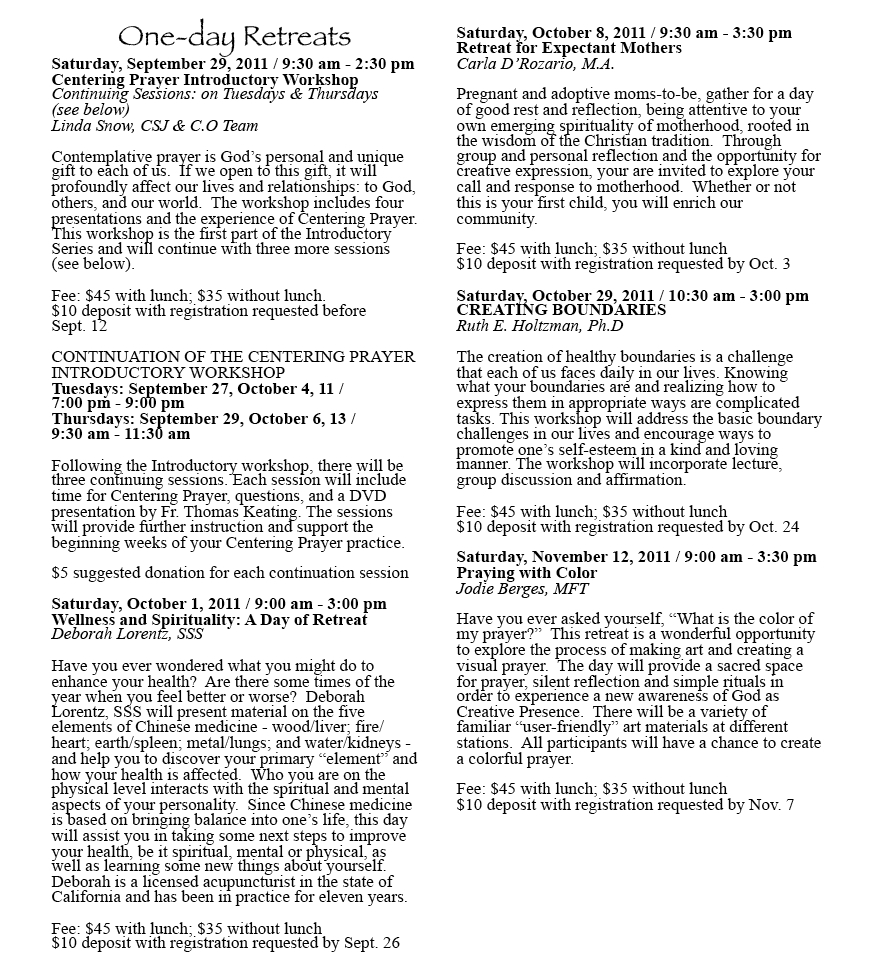 One-day Retreats
Saturday, September 29, 2011 / 9:30 am - 2:30 pm
Centering Prayer Introductory Workshop
Continuing Sessions: on Tuesdays & Thursdays
(see below)
Linda Snow, CSJ & C.O Team
Contemplative prayer is God's personal and unique
gift to each of us.  If we open to this gift, it will
profoundly affect our lives and relationships: to God,
others, and our world.  The workshop includes four
presentations and the experience of Centering Prayer.
This workshop is the first part of the Introductory
Series and will continue with three more sessions
(see below).
Fee: $45 with lunch; $35 without lunch.
$10 deposit with registration requested before
Sept. 12
CONTINUATION OF THE CENTERING PRAYER
INTRODUCTORY WORKSHOP
Tuesdays: September 27, October 4, 11 /
7:00 pm - 9:00 pm
Thursdays: September 29, October 6, 13 /
9:30 am - 11:30 am
Following the Introductory workshop, there will be
three continuing sessions. Each session will include
time for Centering Prayer, questions, and a DVD
presentation by Fr. Thomas Keating. The sessions
will provide further instruction and support the
beginning weeks of your Centering Prayer practice.
$5 suggested donation for each continuation session
Saturday, October 1, 2011 / 9:00 am - 3:00 pm
Wellness and Spirituality: A Day of Retreat
Deborah Lorentz, SSS
Have you ever wondered what you might do to
enhance your health?  Are there some times of the
year when you feel better or worse?  Deborah
Lorentz, SSS will present material on the five
elements of Chinese medicine - wood/liver; fire/
heart; earth/spleen; metal/lungs; and water/kidneys -
and help you to discover your primary “element” and
how your health is affected.  Who you are on the
physical level interacts with the spiritual and mental
aspects of your personality.  Since Chinese medicine
is based on bringing balance into one's life, this day
will assist you in taking some next steps to improve
your health, be it spiritual, mental or physical, as
well as learning some new things about yourself.
Deborah is a licensed acupuncturist in the state of
California and has been in practice for eleven years.
Fee: $45 with lunch; $35 without lunch
$10 deposit with registration requested by Sept. 26
Saturday, October 8, 2011 / 9:30 am - 3:30 pm
Retreat for Expectant Mothers
Carla D'Rozario, M.A.
Pregnant and adoptive moms-to-be, gather for a day
of good rest and reflection, being attentive to your
own emerging spirituality of motherhood, rooted in
the wisdom of the Christian tradition.  Through
group and personal reflection and the opportunity for
creative expression, your are invited to explore your
call and response to motherhood.  Whether or not
this is your first child, you will enrich our
community.
Fee: $45 with lunch; $35 without lunch
$10 deposit with registration requested by Oct. 3
Saturday, October 29, 2011 / 10:30 am - 3:00 pm
CREATING BOUNDARIES
Ruth E. Holtzman, Ph.D
The creation of healthy boundaries is a challenge
that each of us faces daily in our lives. Knowing
what your boundaries are and realizing how to
express them in appropriate ways are complicated
tasks. This workshop will address the basic boundary
challenges in our lives and encourage ways to
promote one's self-esteem in a kind and loving
manner. The workshop will incorporate lecture,
group discussion and affirmation.
Fee: $45 with lunch; $35 without lunch
$10 deposit with registration requested by Oct. 24
Saturday, November 12, 2011 / 9:00 am - 3:30 pm
Praying with Color
Jodie Berges, MFT
Have you ever asked yourself, “What is the color of
my prayer?”  This retreat is a wonderful opportunity
to explore the process of making art and creating a
visual prayer.  The day will provide a sacred space
for prayer, silent reflection and simple rituals in
order to experience a new awareness of God as
Creative Presence.  There will be a variety of
familiar “user-friendly” art materials at different
stations.  All participants will have a chance to create
a colorful prayer.
Fee: $45 with lunch; $35 without lunch
$10 deposit with registration requested by Nov. 7